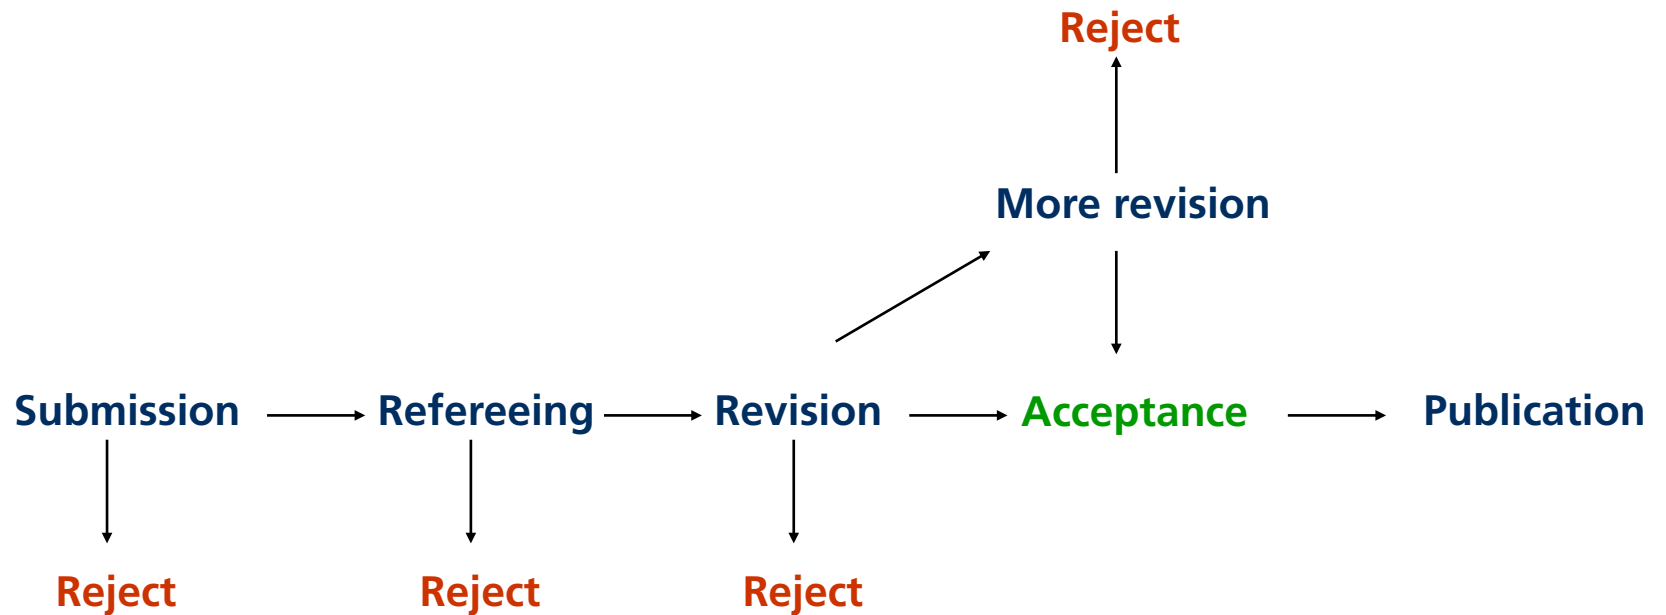 Reject
More revision
Submission
Refereeing
Revision
Acceptance
Publication
Reject
Reject
Reject